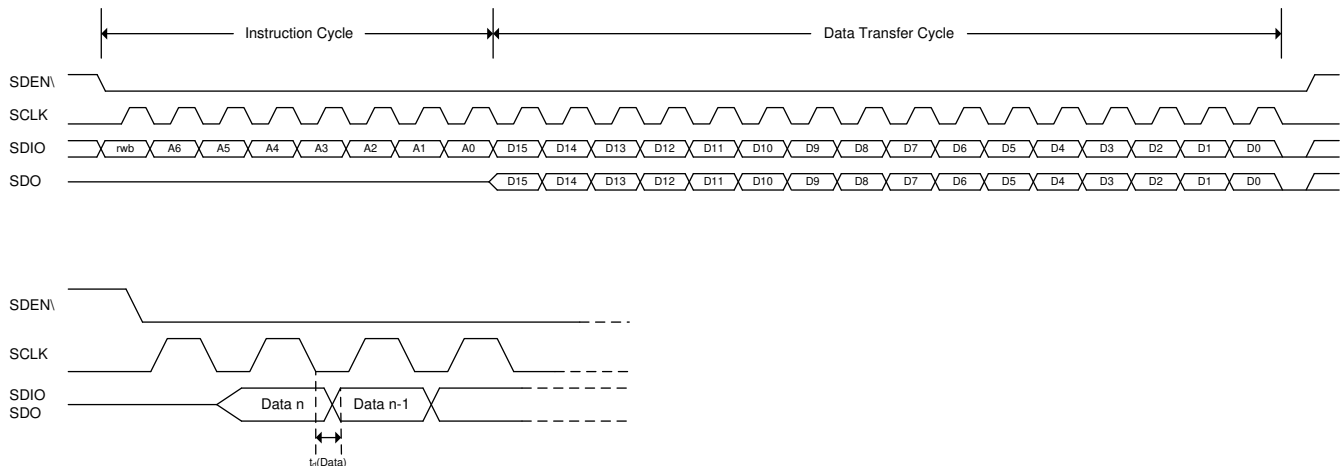 Instruction Cycle Data Transfer Cycle
SDEN\
SCLK
SDIO rwb A6 A5 A4 A3 A2 A1 A0 D15 D14 D13 D12 D11 D10 D9 D8 D7 D6 D5 D4 D3 D2 D1 D0
SDO D15 D14 D13 D12 D11 D10 D9 D8 D7 D6 D5 D4 D3 D2 D1 D0
SDEN\
SCLK
SDIO
SDO
Data n Data n-1
td(Data)